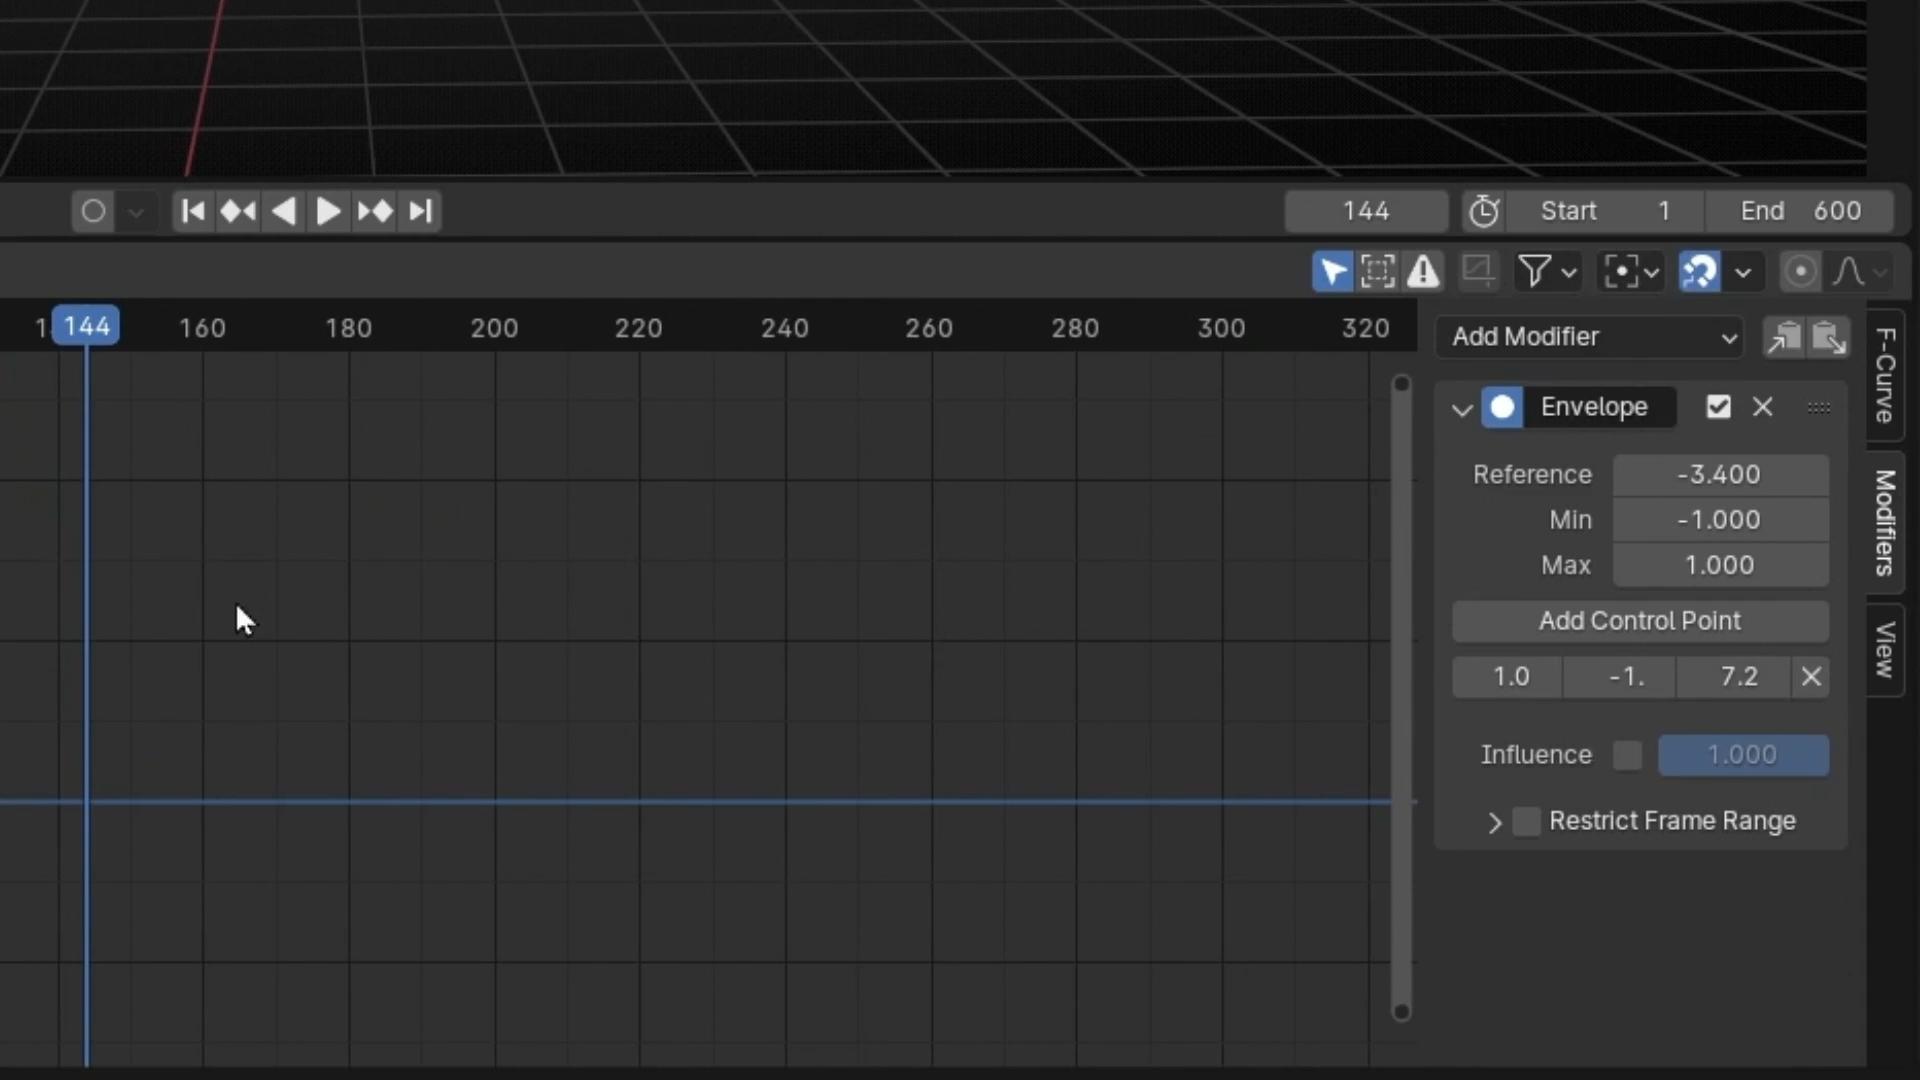 144 Start 1 End 600
144 160 180 200 220 240 260 280 300 320
Add Modifier
Envelope
Reference -3.400
Min -1.000
Max 1.000
Add Control Point
1.0 -1. 7.2
Influence 1.000
Restrict Frame Range
F-Curve
Modifiers
View